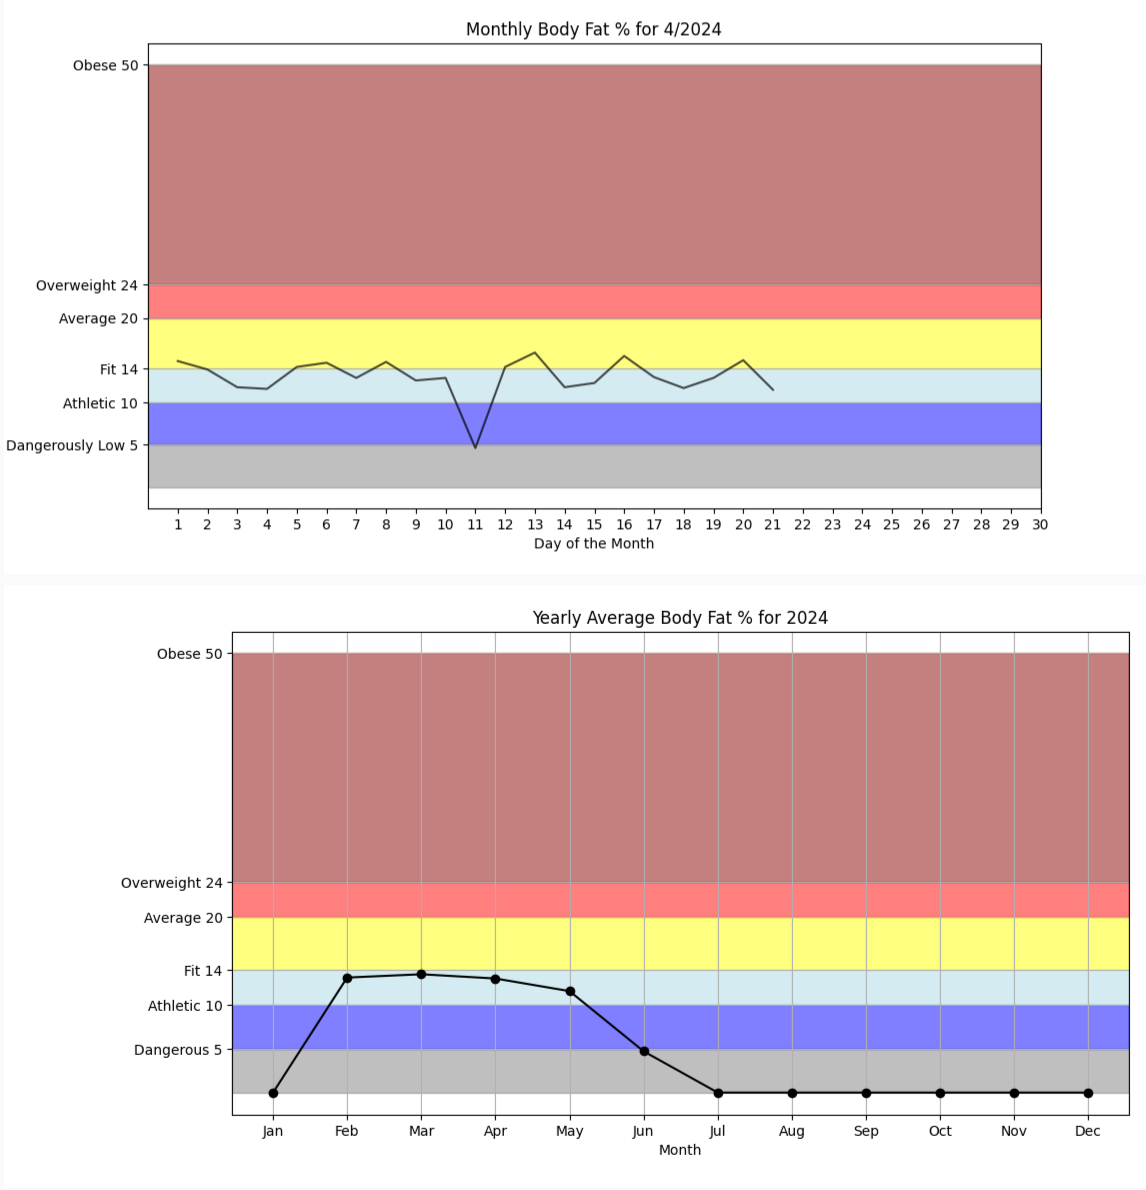 Monthly Body Fat % for 4/2024
Obese 50
Overweight 24
Average 20
Fit 14
Athletic 10
Dangerously Low 5
1 2 3 4 5 6 7 8 9 10 11 12 13 14 15 16 17 18 19 20 21 22 23 24 25 26 27 28 29 30
Day of the Month
Yearly Average Body Fat % for 2024
Obese 50
Overweight 24
Average 20
Fit 14
Athletic 10
Dangerous 5
Jan Feb Mar Apr May Jun Jul Aug Sep Oct Nov Dec
Month